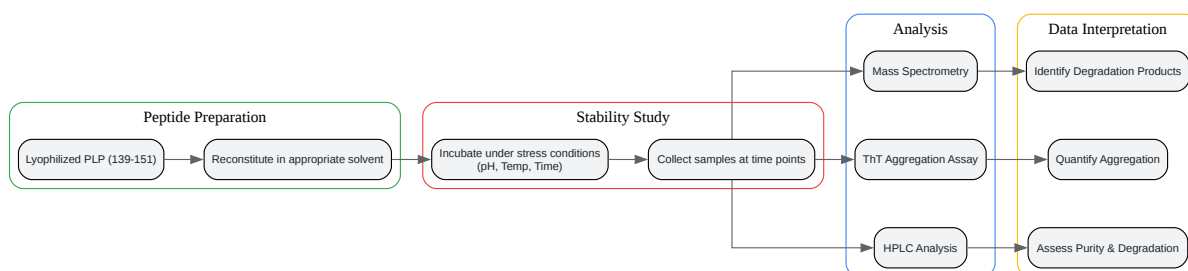 Peptide Preparation
Lyophilized PLP (139-151)
Reconstitute in appropriate solvent
Stability Study
Incubate under stress conditions
(pH, Temp, Time)
Collect samples at time points
Analysis
Mass Spectrometry
ThT Aggregation Assay
HPLC Analysis
Data Interpretation
Identify Degradation Products
Quantify Aggregation
Assess Purity & Degradation